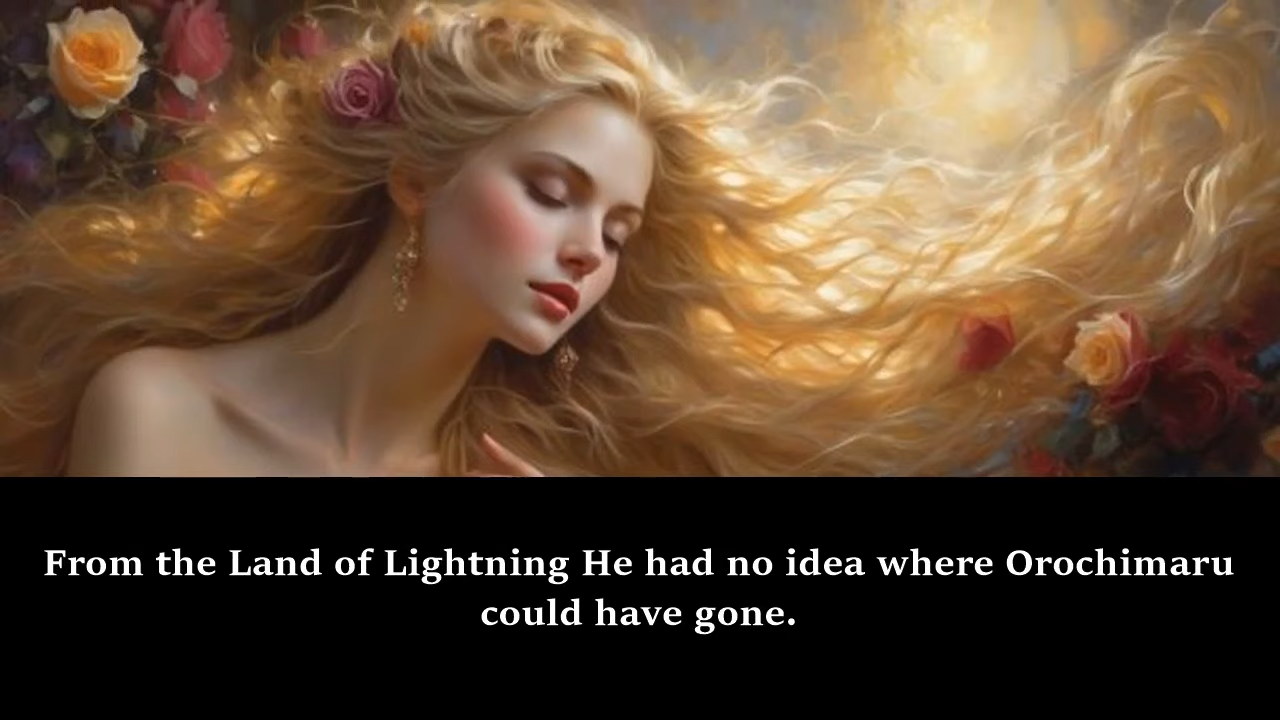 From the Land of Lightning He had no idea where Orochimaru
could have gone.